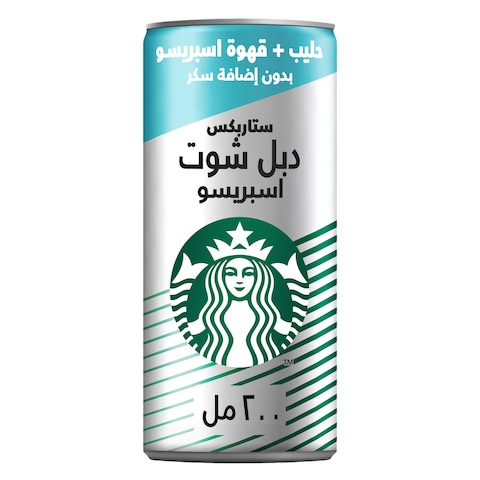 حليب + قهوة اسبريسو
بدون إضافة سكر
ستاربكس
دبل شوت
اسبريسو
TM
٢٠٠ مل